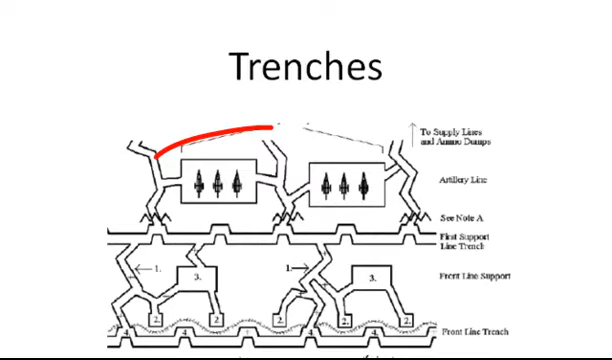 Trenches
To Supply Lines
and Ammo Dumps
Artillery Line
See Note A
First Support
Line Trench
1.
3.
1.
3.
Front Line Support
2.
2.
2.
2.
2.
4.
4.
4.
4.
Front Line Trench